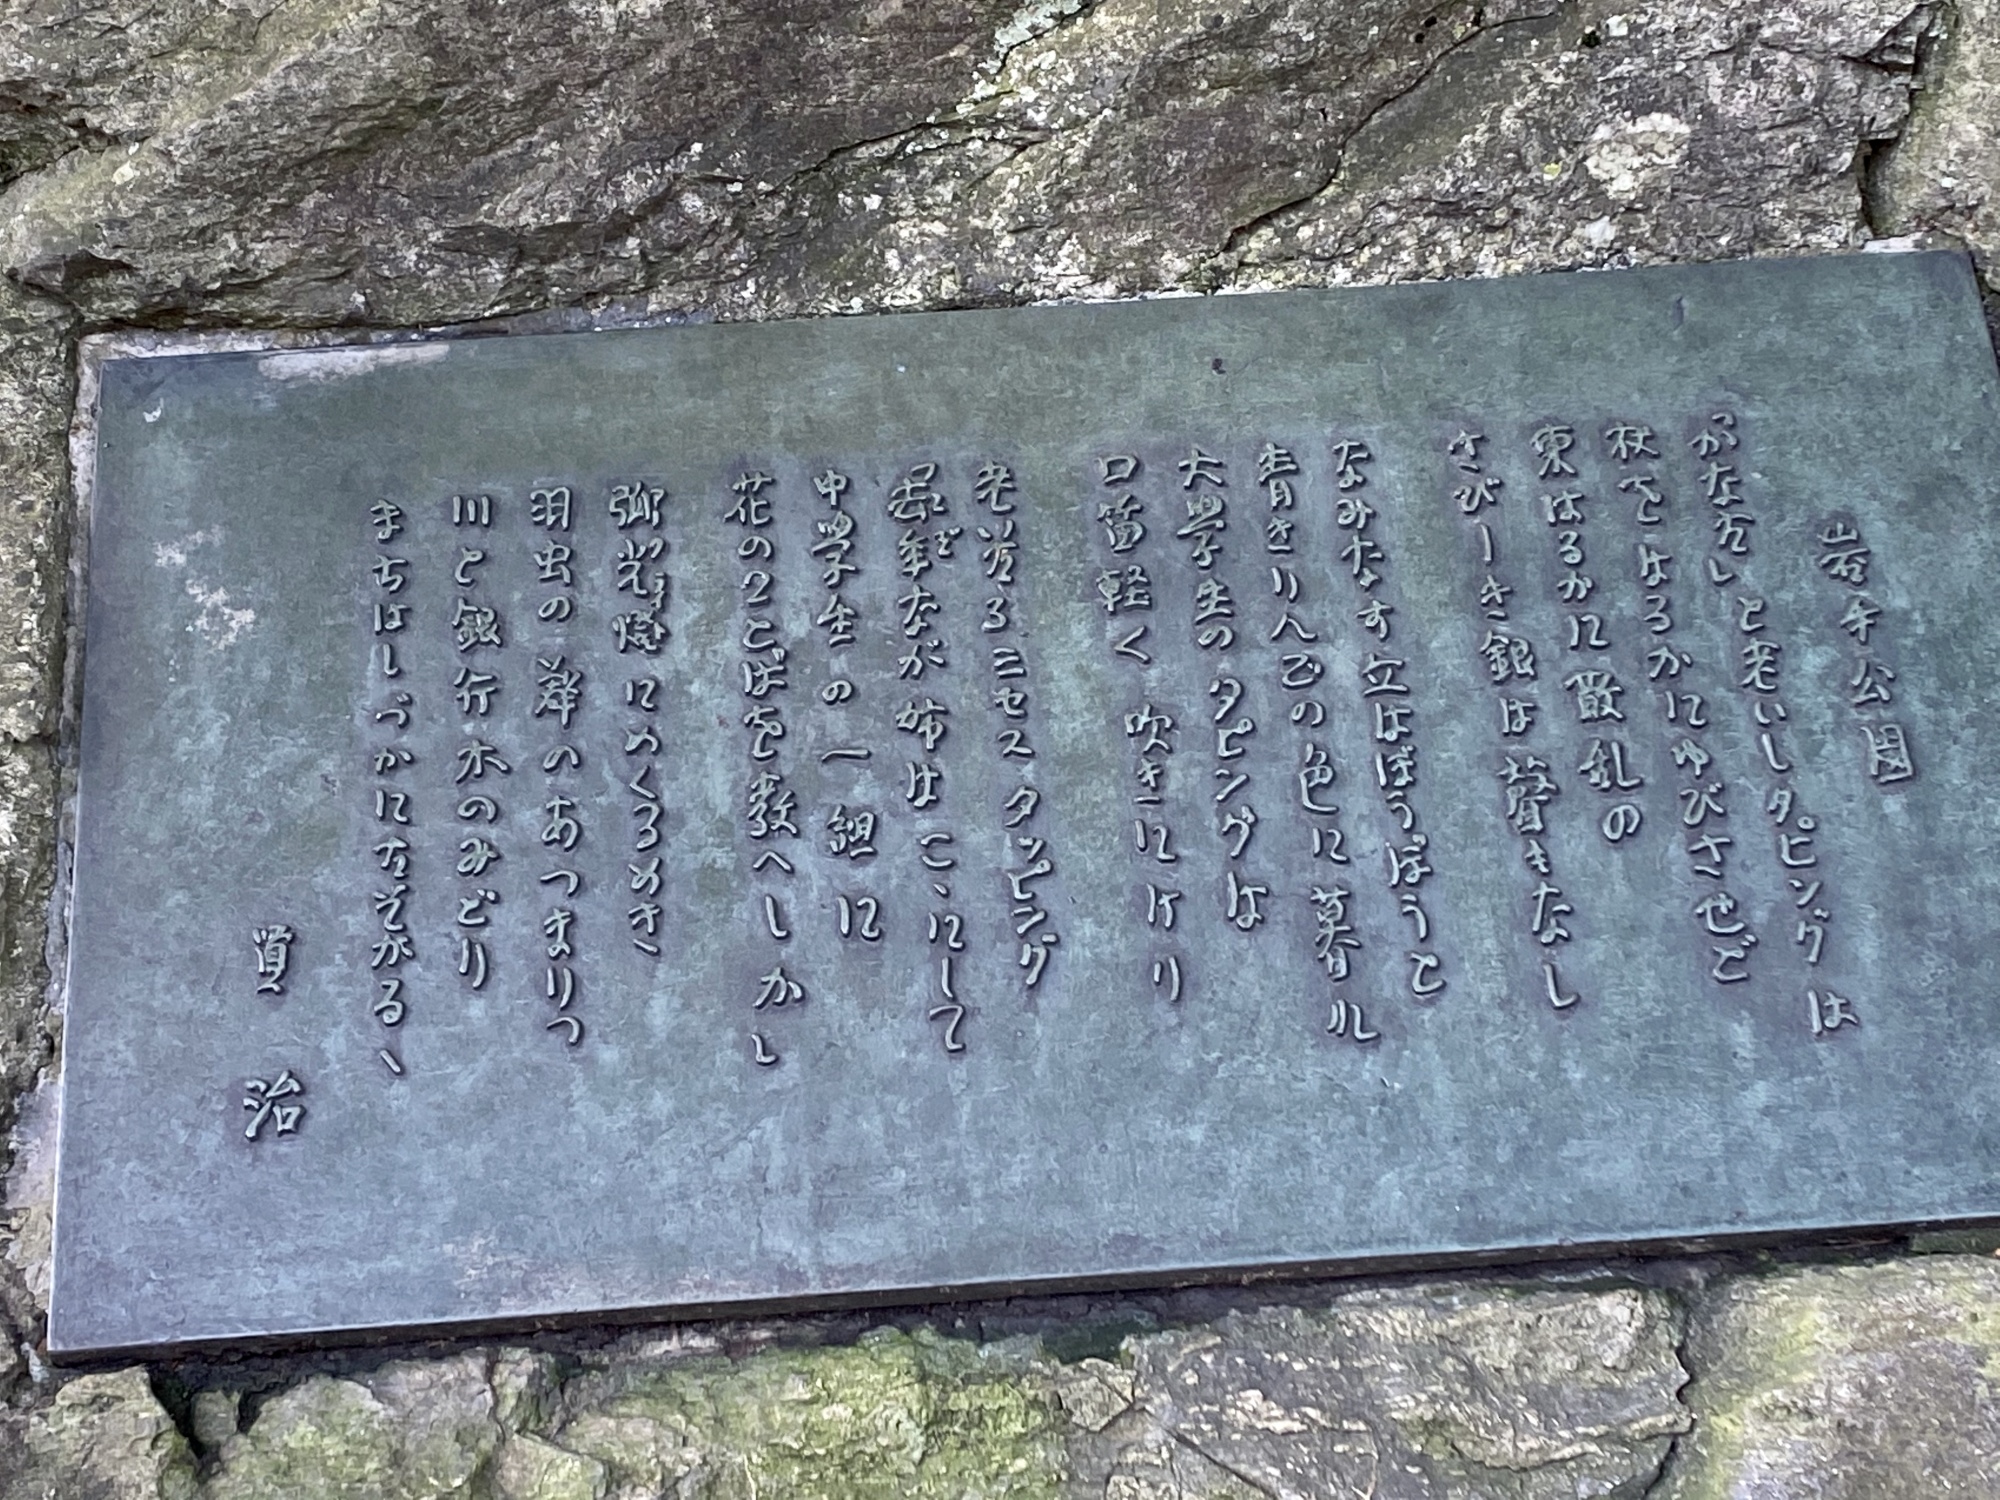 岩手公園
「かなた」と老いしタピングは
杖をはるかにゆびさせど
東はるかに散乱の
さびしき銀は聲もなし
なみなす丘はぼうぼうと
青きりんごの色に暮れ
大學生のタピングは
口笛軽く吹きにけり
老いたるミセスタッピング
去年なが姉はこゝにして
中學生の一組に
花のことばを教へしか
弧光燈にめくるめき
羽虫の群のあつまりつ
川と銀行木のみどり
まちはしづかにたそがるゝ
賢治